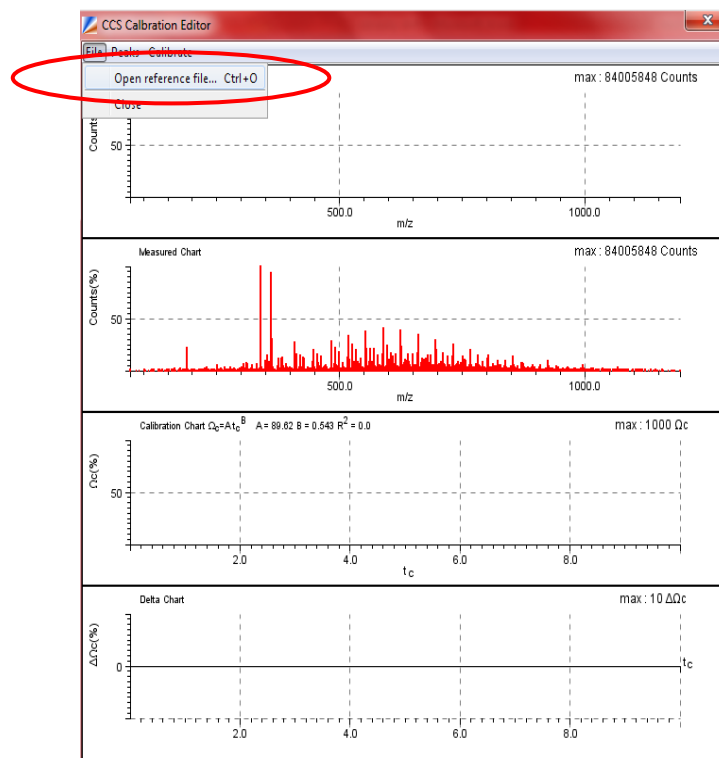 CCS Calbration Editor
x
File Peaks Calibrate
Open reference file... Ctrl+O
Close
max : 84005848 Counts
Counts
50
500.0 1000.0
m/z
Measured Chart max : 84005848 Counts
Counts(%)
50
500.0 1000.0
m/z
Calibration Chart Ωc=Atc^B A = 89.62 B = 0.543 R^2 = 0.0 max : 1000 Ωc
Ωc(%)
50
2.0 4.0 6.0 8.0
tc
Delta Chart max : 10 ΔΩc
ΔΩc(%)
0
tc
2.0 4.0 6.0 8.0